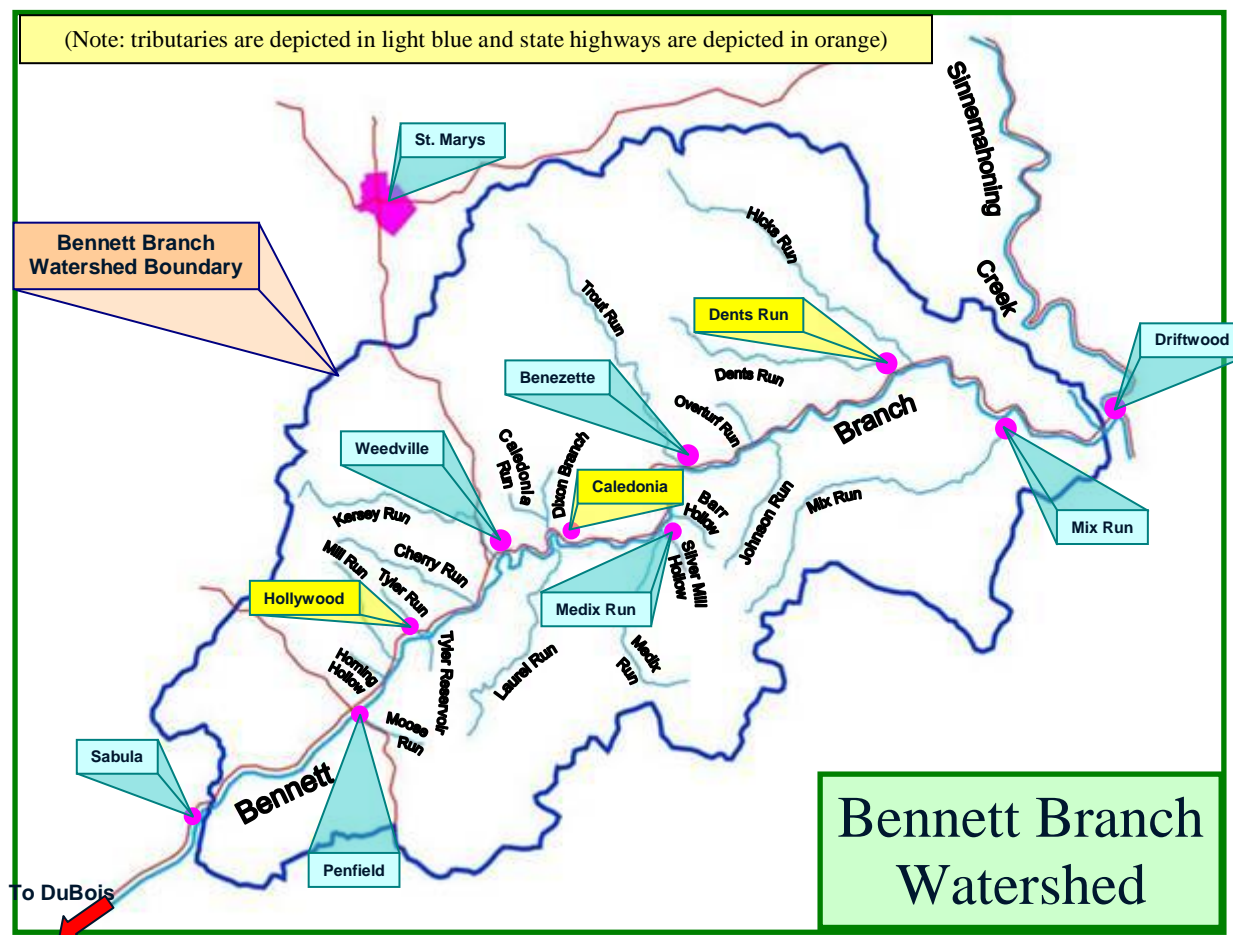 (Note: tributaries are depicted in light blue and state highways are depicted in orange)
Sinnemahoning
Creek
St. Marys
Bennett Branch
Watershed Boundary
Hicks Run
Trout Run
Dents Run
Driftwood
Dents Run
Benezette
Overturf Run
Branch
Weedville
Caledonia
Run
Dixon Branch
Caledonia
Barr
Hollow
Johnson Run
Mix Run
Mix Run
Kersey Run
Mill Run
Cherry Run
Tyler Run
Hollywood
Silver Mill
Hollow
Medix Run
Medix
Run
Laurel Run
Tyler Reservoir
Horning
Hollow
Moose
Run
Sabula
Bennett
Penfield
To DuBois
Bennett Branch
Watershed